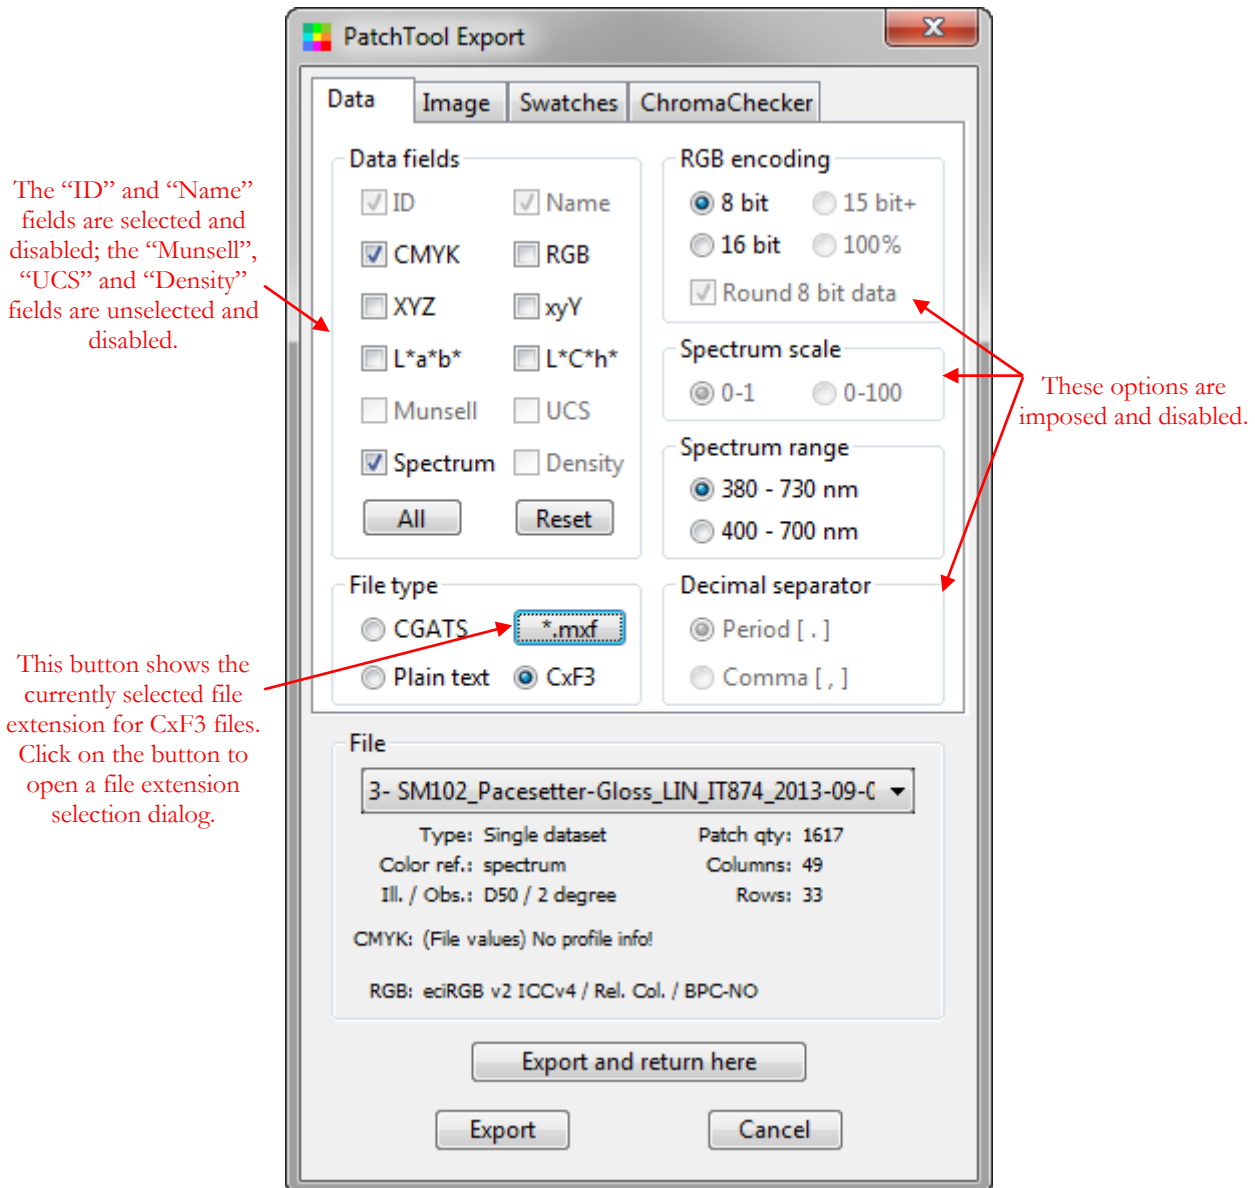 PatchTool Export
x
Data Image Swatches ChromaChecker
Data fields
ID Name
CMYK RGB
XYZ xyY
L*a*b* L*C*h*
Munsell UCS
Spectrum Density
All Reset
RGB encoding
8 bit 15 bit+
16 bit 100%
Round 8 bit data
Spectrum scale
0-1 0-100
Spectrum range
380 - 730 nm
400 - 700 nm
File type
CGATS *.mxf
Plain text CxF3
Decimal separator
Period [ . ]
Comma [ , ]
File
3- SM102_Pacesetter-Gloss_LIN_IT874_2013-09-0
Type: Single dataset Patch qty: 1617
Color ref.: spectrum Columns: 49
Ill. / Obs.: D50 / 2 degree Rows: 33
CMYK: (File values) No profile info!
RGB: eciRGB v2 ICCv4 / Rel. Col. / BPC-NO
Export and return here
Export Cancel
The “ID” and “Name”
fields are selected and
disabled; the “Munsell”,
“UCS” and “Density”
fields are unselected and
disabled.
These options are
imposed and disabled.
This button shows the
currently selected file
extension for CxF3 files.
Click on the button to
open a file extension
selection dialog.